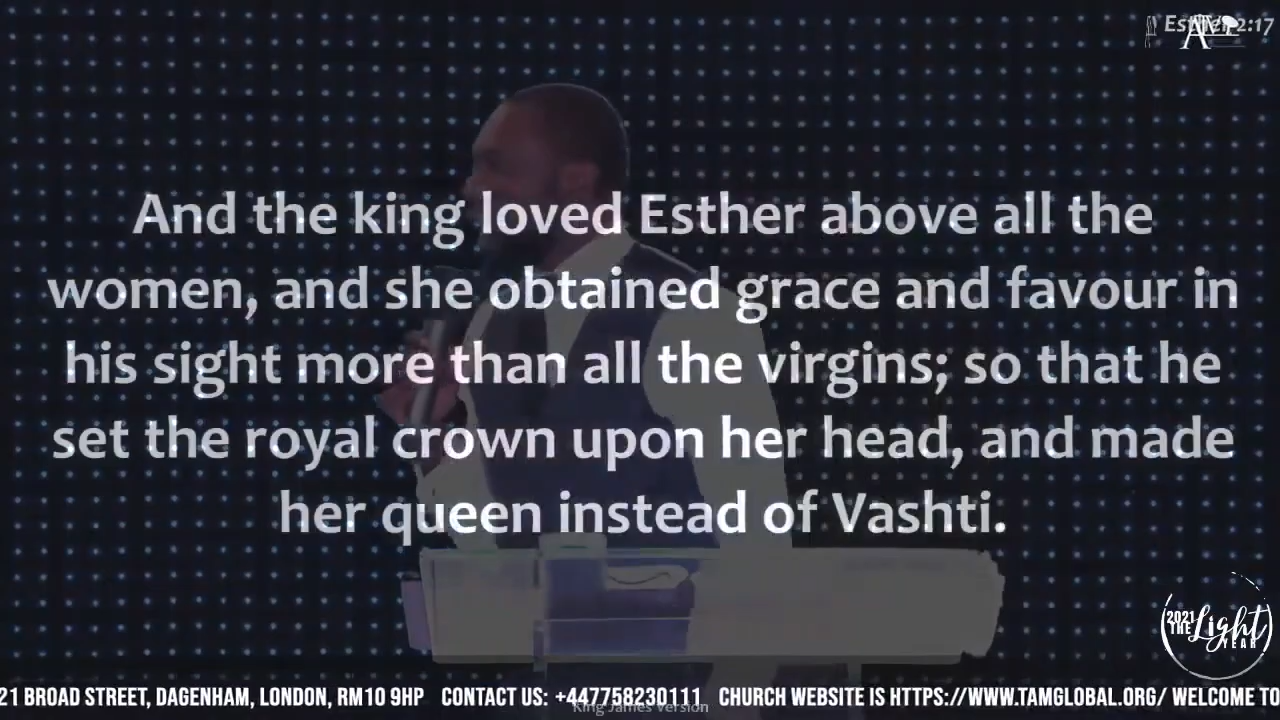 Esther 2:17
And the king loved Esther above all the
women, and she obtained grace and favour in
his sight more than all the virgins; so that he
set the royal crown upon her head, and made
her queen instead of Vashti.
2021
THE Light
YEAR
21 BROAD STREET, DAGENHAM, LONDON, RM10 9HP CONTACT US: +447758230111 CHURCH WEBSITE IS HTTPS://WWW.TAMGLOBAL.ORG/ WELCOME TO
King James Version